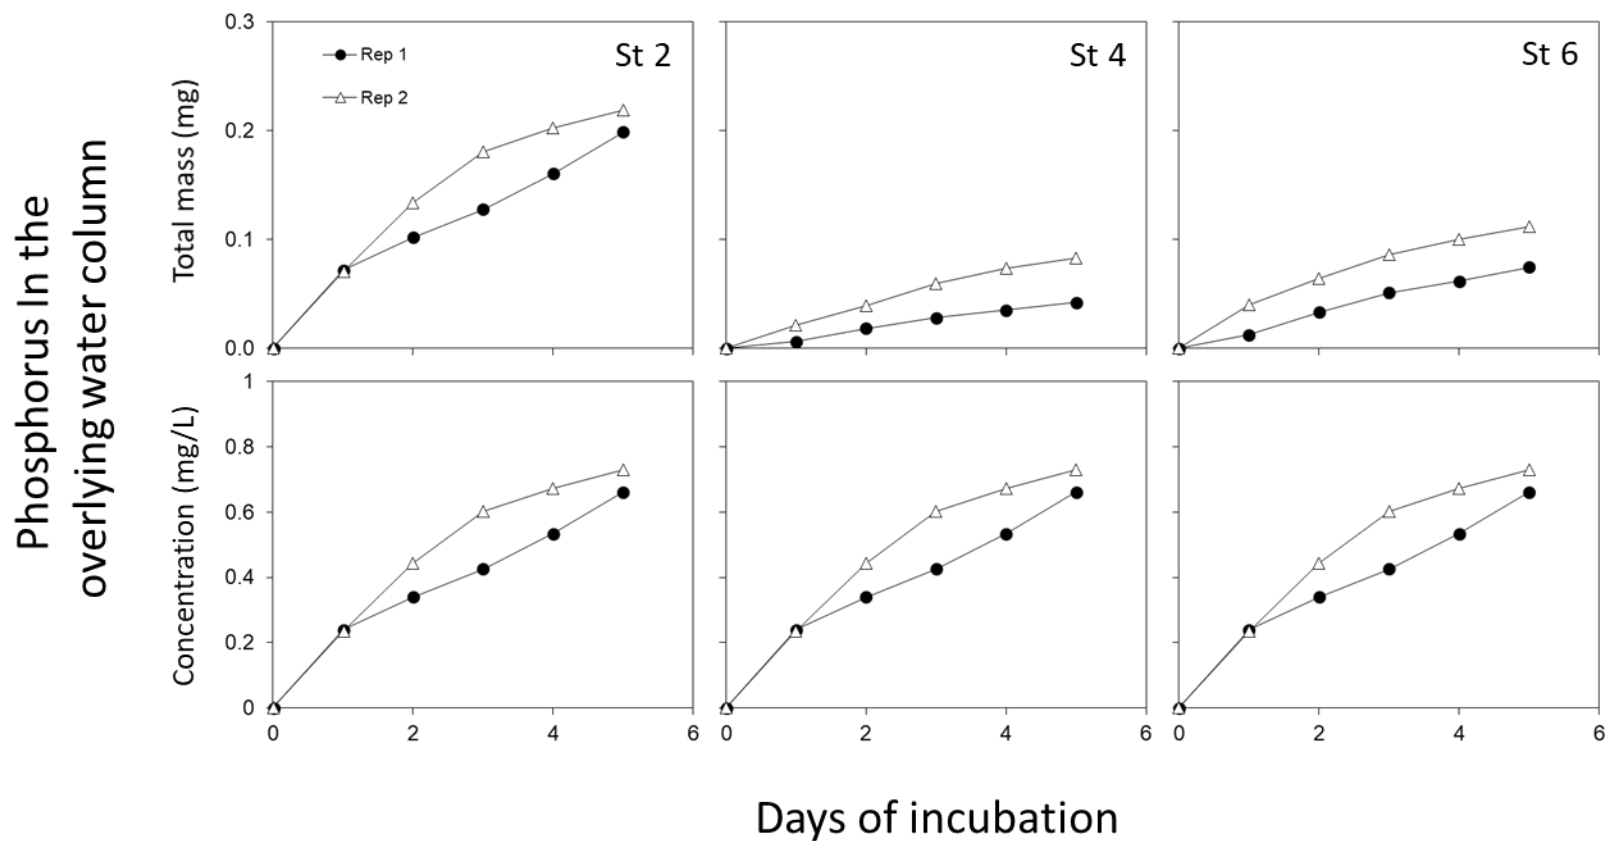 Phosphorus In the
overlying water column
Total mass (mg)
0.3
0.2
0.1
0.0
Rep 1
Rep 2
St 2
St 4
St 6
Concentration (mg/L)
1
0.8
0.6
0.4
0.2
0
0 2 4 6
0 2 4 6
0 2 4 6
Days of incubation